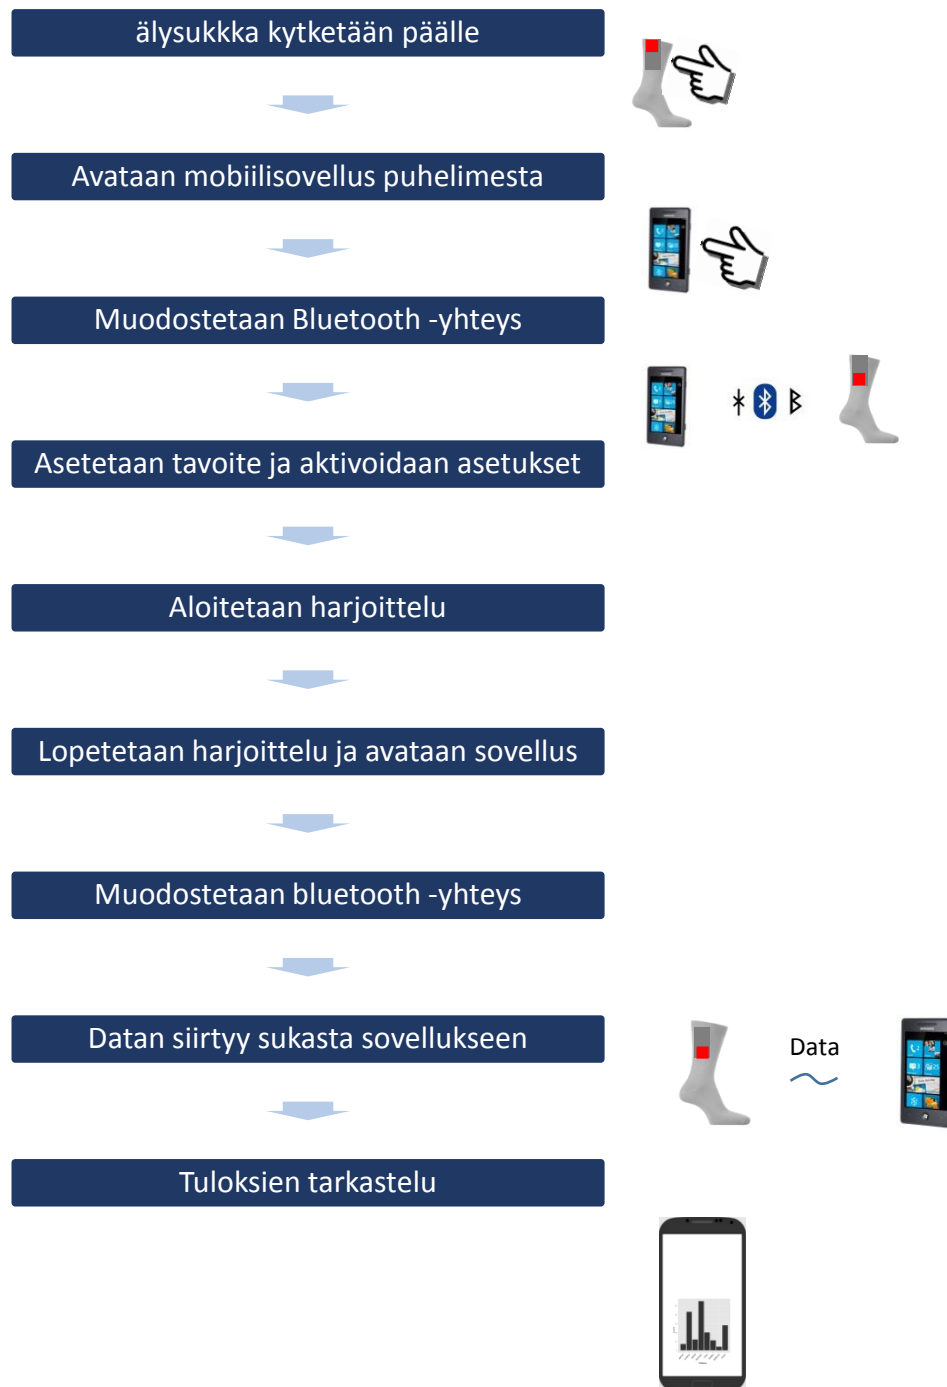 älysukkka kytketään päälle
Avataan mobiilisovellus puhelimesta
Muodostetaan Bluetooth -yhteys
Asetetaan tavoite ja aktivoidaan asetukset
Aloitetaan harjoittelu
Lopetetaan harjoittelu ja avataan sovellus
Muodostetaan bluetooth -yhteys
Datan siirtyy sukasta sovellukseen
Data
Tuloksien tarkastelu